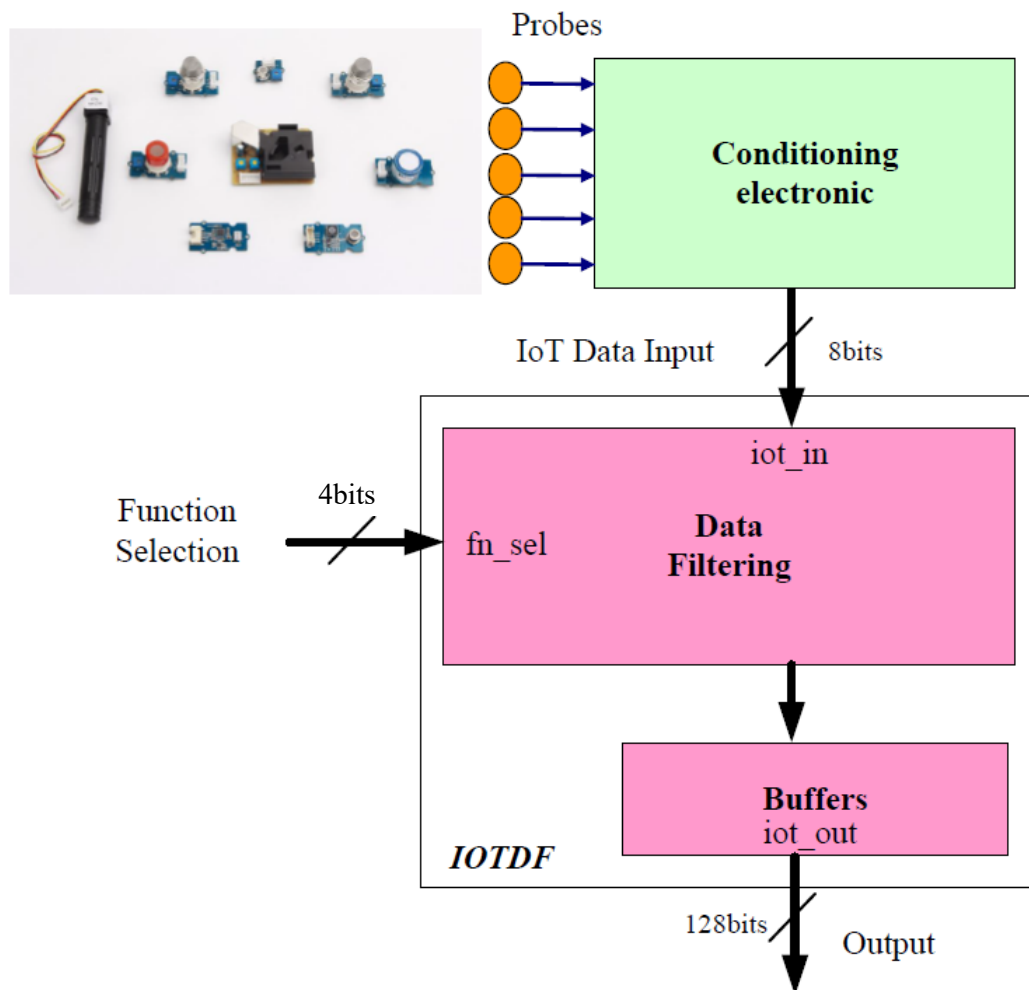 Probes
Conditioning
electronic
IoT Data Input
8bits
iot_in
4bits
Function
Selection
fn_sel
Data
Filtering
Buffers
iot_out
IOTDF
128bits
Output